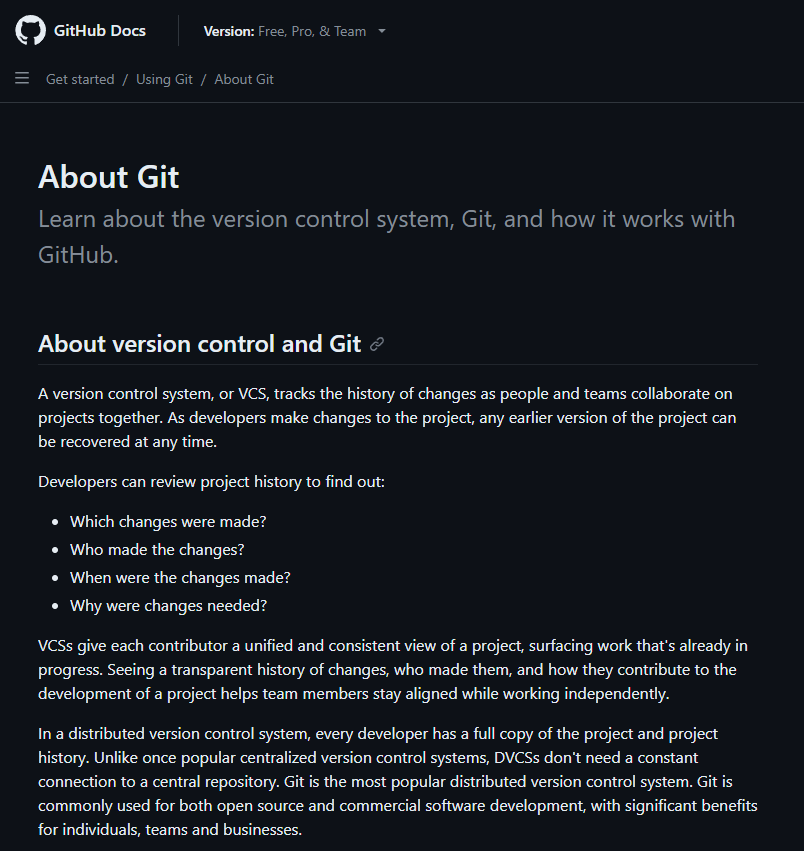 GitHub Docs
Version: Free, Pro, & Team
Get started / Using Git / About Git
About Git
Learn about the version control system, Git, and how it works with
GitHub.
About version control and Git
A version control system, or VCS, tracks the history of changes as people and teams collaborate on
projects together. As developers make changes to the project, any earlier version of the project can
be recovered at any time.
Developers can review project history to find out:
• Which changes were made?
• Who made the changes?
• When were the changes made?
• Why were changes needed?
VCSs give each contributor a unified and consistent view of a project, surfacing work that's already in
progress. Seeing a transparent history of changes, who made them, and how they contribute to the
development of a project helps team members stay aligned while working independently.
In a distributed version control system, every developer has a full copy of the project and project
history. Unlike once popular centralized version control systems, DVCSs don't need a constant
connection to a central repository. Git is the most popular distributed version control system. Git is
commonly used for both open source and commercial software development, with significant benefits
for individuals, teams and businesses.